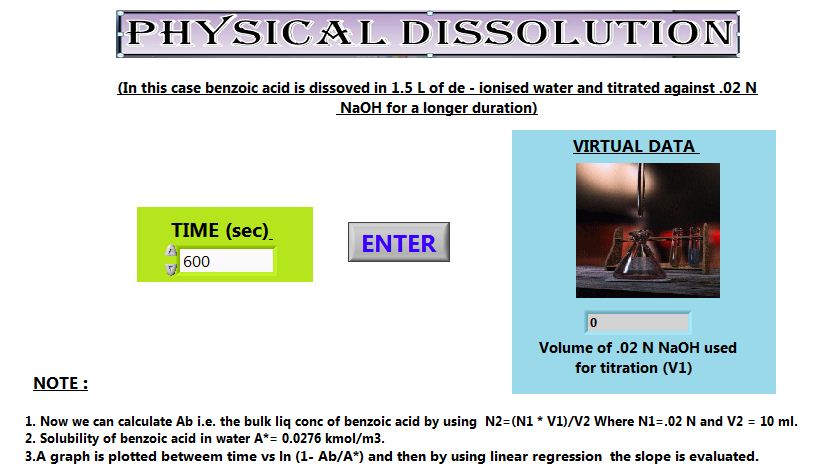 PHYSICAL DISSOLUTION
(In this case benzoic acid is dissoved in 1.5 L of de - ionised water and titrated against .02 N
NaOH for a longer duration)
VIRTUAL DATA
TIME (sec)
600
ENTER
0
Volume of .02 N NaOH used
for titration (V1)
NOTE :
1. Now we can calculate Ab i.e. the bulk liq conc of benzoic acid by using N2=(N1 * V1)/V2 Where N1=.02 N and V2 = 10 ml.
2. Solubility of benzoic acid in water A*= 0.0276 kmol/m3.
3.A graph is plotted betweem time vs ln (1- Ab/A*) and then by using linear regression the slope is evaluated.